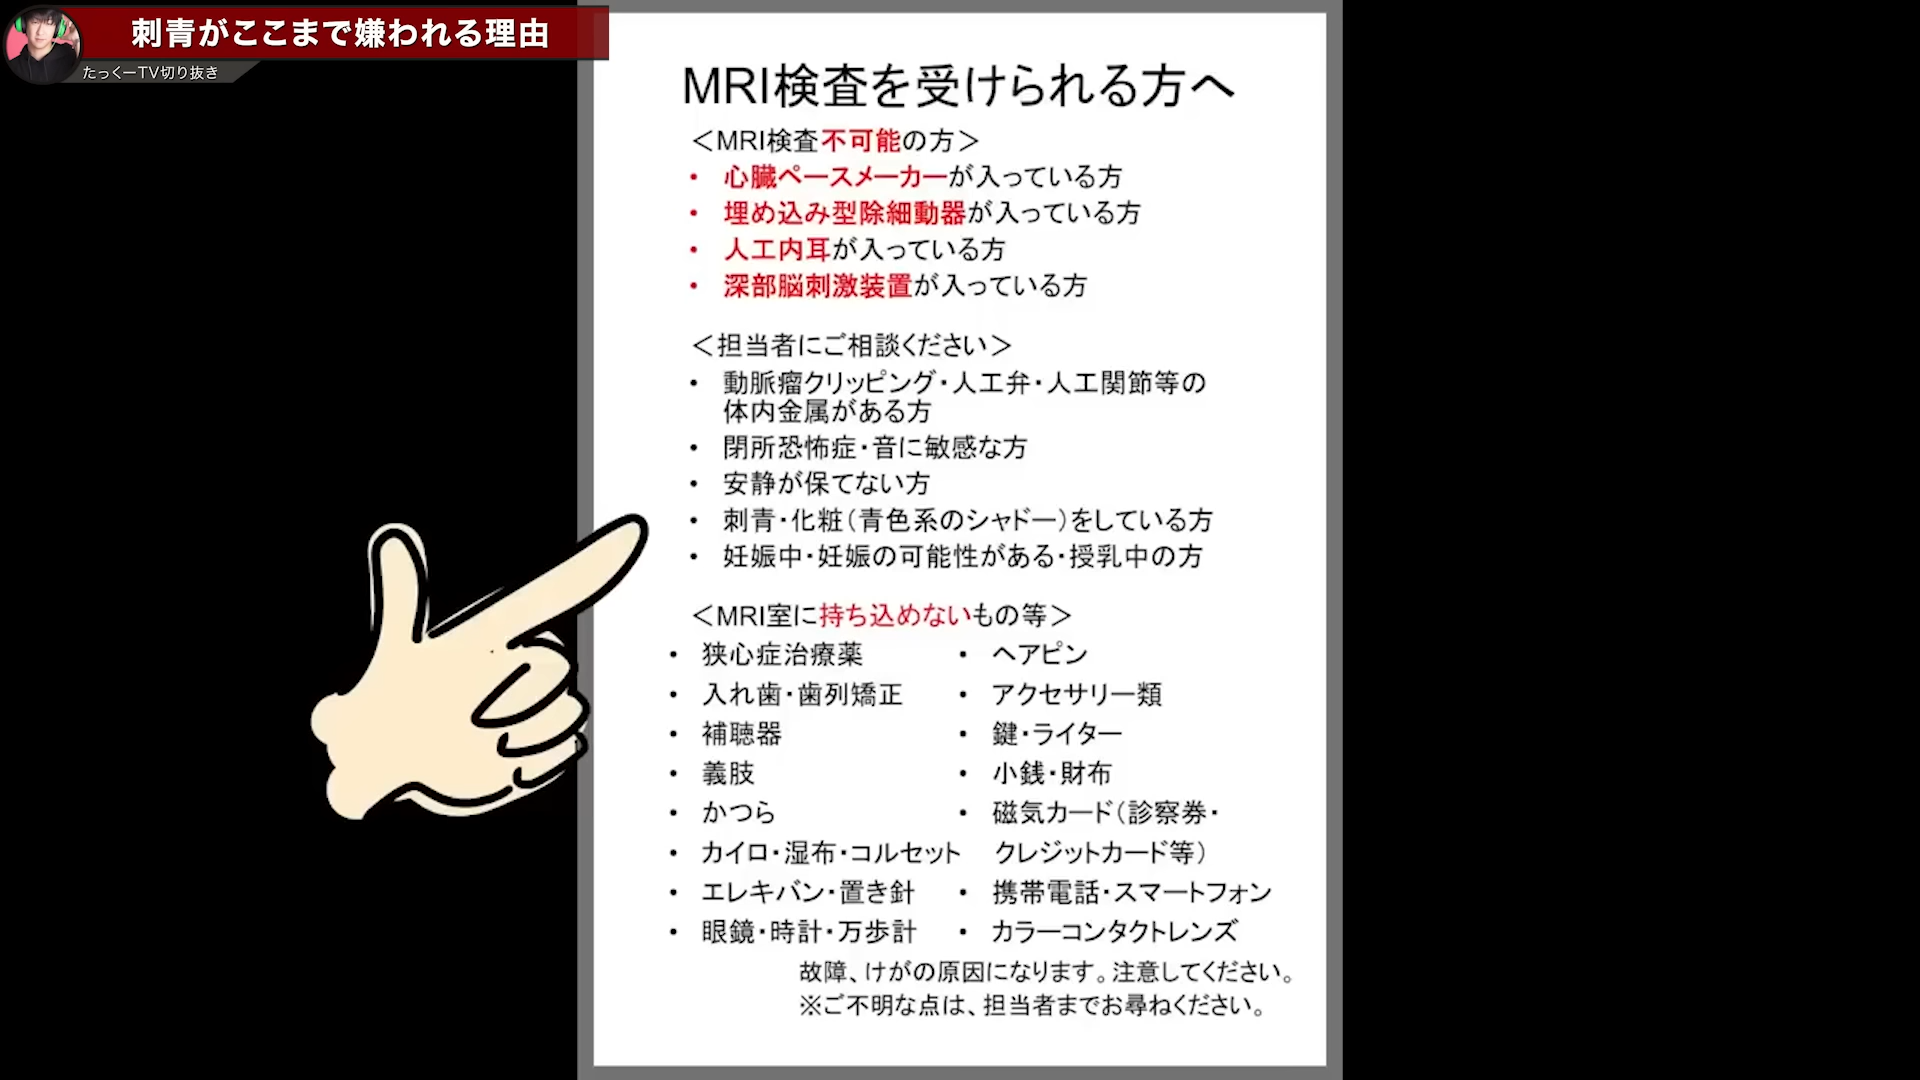 刺青がここまで嫌われる理由
たっくーTV切り抜き
MRI検査を受けられる方へ
＜MRI検査不可能の方＞
・ 心臓ペースメーカーが入っている方
・ 埋め込み型除細動器が入っている方
・ 人工内耳が入っている方
・ 深部脳刺激装置が入っている方
＜担当者にご相談ください＞
・ 動脈瘤クリッピング・人工弁・人工関節等の
体内金属がある方
・ 閉所恐怖症・音に敏感な方
・ 安静が保てない方
・ 刺青・化粧（青色系のシャドー）をしている方
・ 妊娠中・妊娠の可能性がある・授乳中の方
＜MRI室に持ち込めないもの等＞
・ 狭心症治療薬
・ 入れ歯・歯列矯正
・ 補聴器
・ 義肢
・ かつら
・ カイロ・湿布・コルセット
・ エレキバン・置き針
・ 眼鏡・時計・万歩計
・ ヘアピン
・ アクセサリー類
・ 鍵・ライター
・ 小銭・財布
・ 磁気カード（診察券・
クレジットカード等）
・ 携帯電話・スマートフォン
・ カラーコンタクトレンズ
故障、けがの原因になります。注意してください。
※ご不明な点は、担当者までお尋ねください。